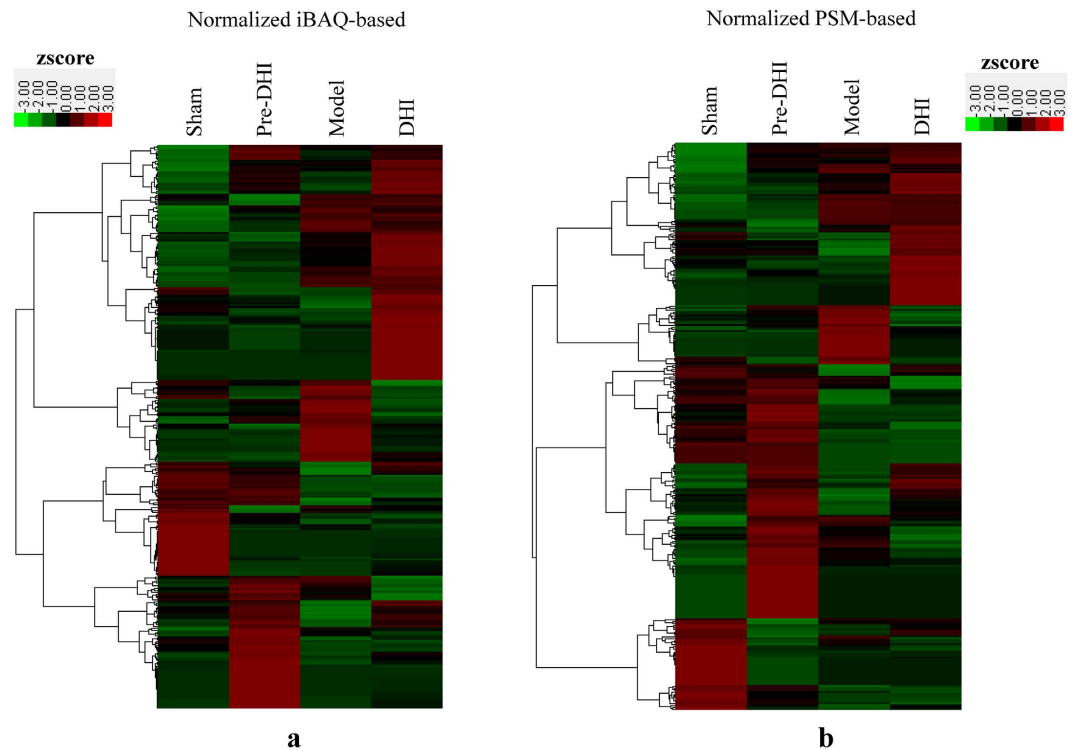 Normalized iBAQ-based
Normalized PSM-based
zscore
-3.00
-2.00
-1.00
0.00
1.00
2.00
3.00
Sham
Pre-DHI
Model
DHI
Sham
Pre-DHI
Model
DHI
zscore
-3.00
-2.00
-1.00
0.00
1.00
2.00
3.00
a
b